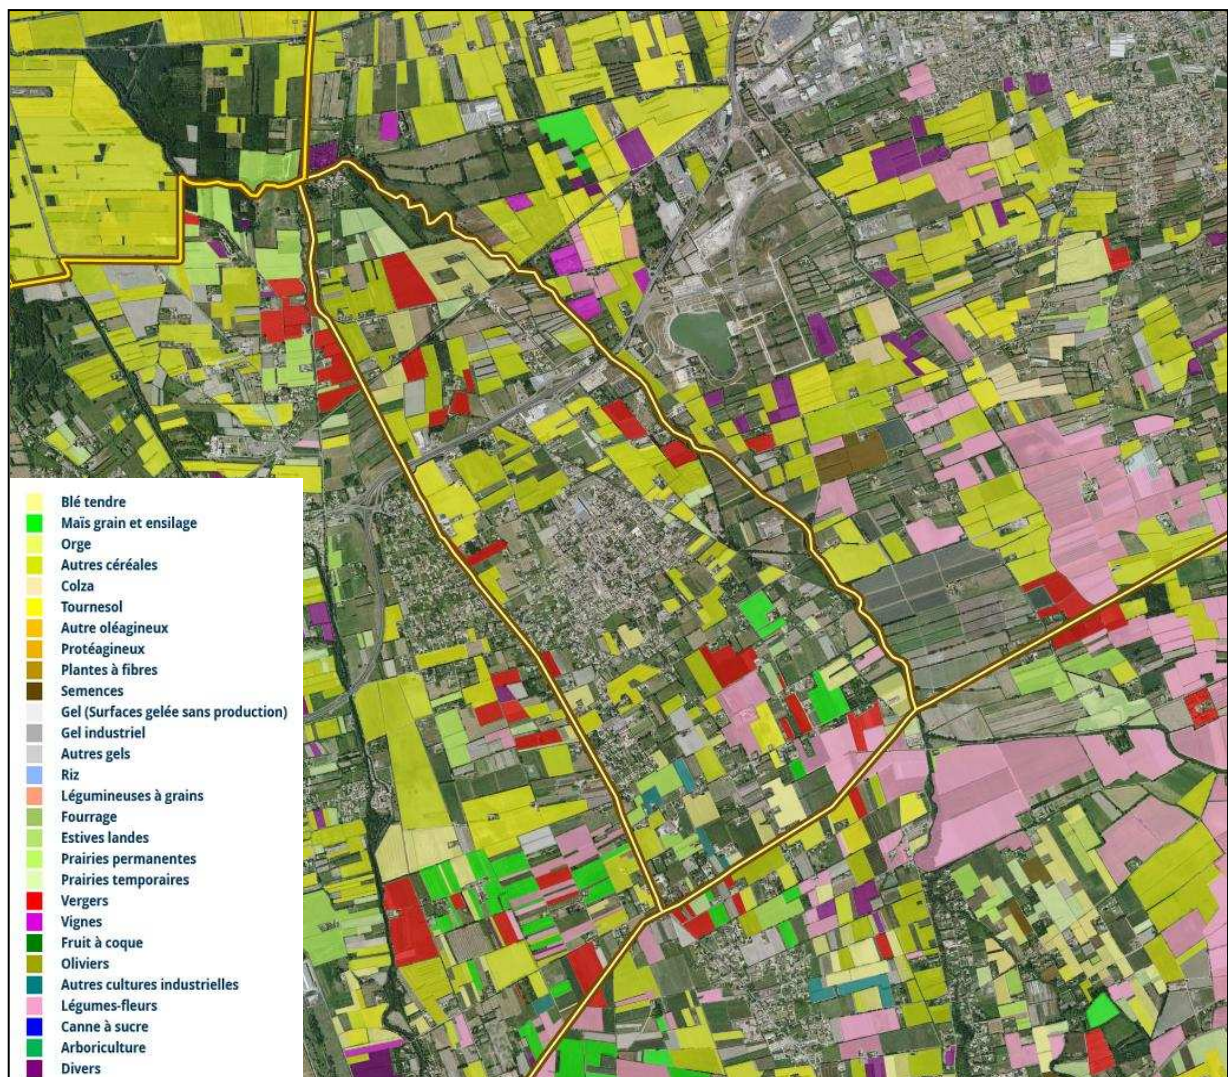 Blé tendre
Maïs grain et ensilage
Orge
Autres céréales
Colza
Tournesol
Autre oléagineux
Protéagineux
Plantes à fibres
Semences
Gel (Surfaces gelée sans production)
Gel industriel
Autres gels
Riz
Légumineuses à grains
Fourrage
Estives landes
Prairies permanentes
Prairies temporaires
Vergers
Vignes
Fruit à coque
Oliviers
Autres cultures industrielles
Légumes-fleurs
Canne à sucre
Arboriculture
Divers